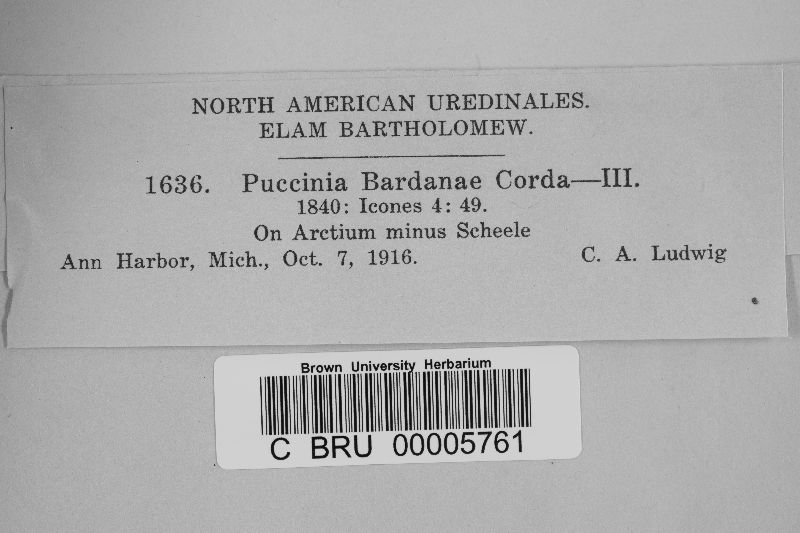 NORTH AMERICAN UREDINALES.
ELAM BARTHOLOMEW.
1636. Puccinia Bardanae Corda—III.
1840: Icones 4: 49.
On Arctium minus Scheele
Ann Harbor, Mich., Oct. 7, 1916. C. A. Ludwig
Brown University Herbarium
C BRU 00005761